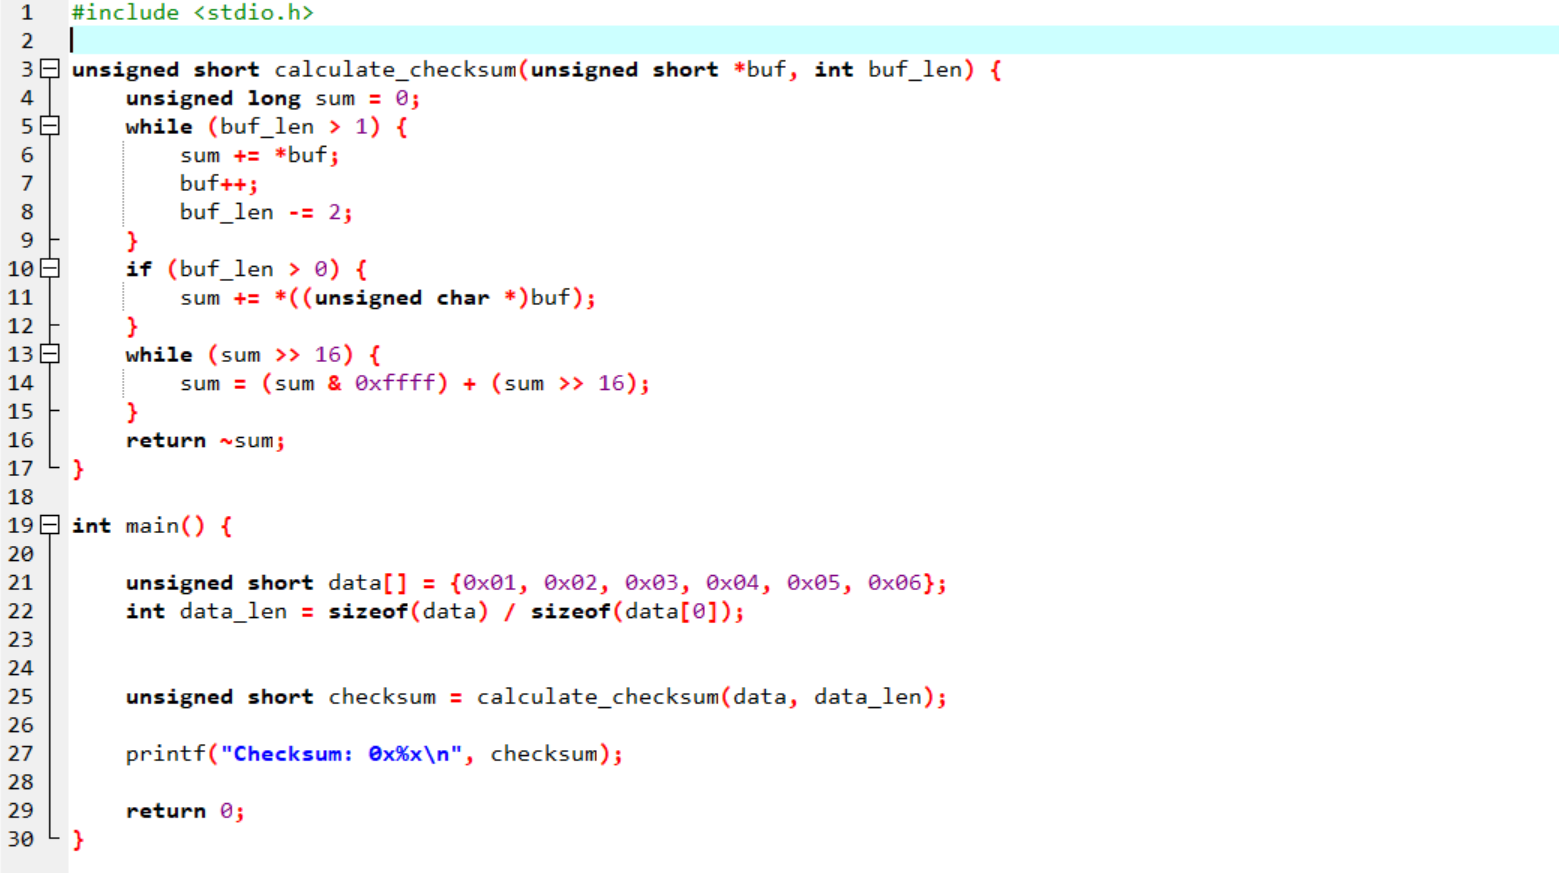 1 #include <stdio.h>
2
3 unsigned short calculate_checksum(unsigned short *buf, int buf_len) {
4     unsigned long sum = 0;
5     while (buf_len > 1) {
6         sum += *buf;
7         buf++;
8         buf_len -= 2;
9     }
10     if (buf_len > 0) {
11         sum += *((unsigned char *)buf);
12     }
13     while (sum >> 16) {
14         sum = (sum & 0xffff) + (sum >> 16);
15     }
16     return ~sum;
17 }
18
19 int main() {
20
21     unsigned short data[] = {0x01, 0x02, 0x03, 0x04, 0x05, 0x06};
22     int data_len = sizeof(data) / sizeof(data[0]);
23
24
25     unsigned short checksum = calculate_checksum(data, data_len);
26
27     printf("Checksum: 0x%x\n", checksum);
28
29     return 0;
30 }